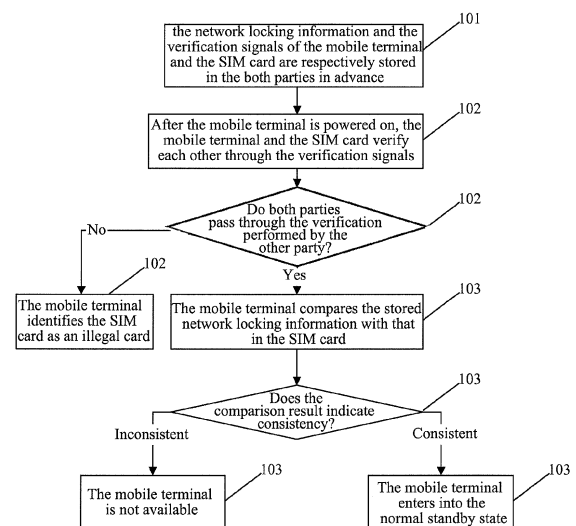 101
the network locking information and the
verification signals of the mobile terminal
and the SIM card are respectively stored
in the both parties in advance
102
After the mobile terminal is powered on, the
mobile terminal and the SIM card verify
each other through the verification signals
102
Do both parties
pass through the verification
performed by the
other party?
No
Yes
102
The mobile terminal
identifies the SIM
card as an illegal card
103
The mobile terminal compares the stored
network locking information with that
in the SIM card
103
Does the
comparison result indicate
consistency?
Inconsistent
Consistent
103
The mobile terminal
is not available
103
The mobile terminal
enters into the
normal standby state